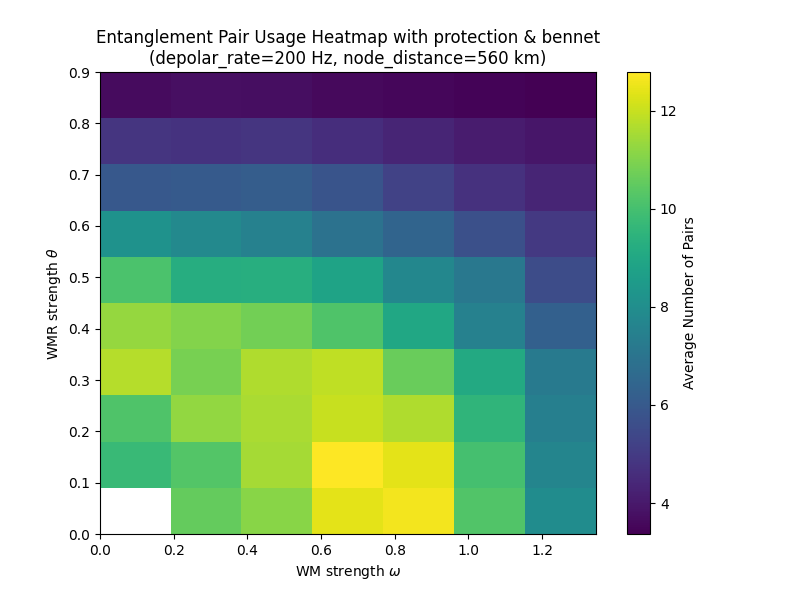 Entanglement Pair Usage Heatmap with protection & bennet
(depolar_rate=200 Hz, node_distance=560 km)
0.9
0.8
0.7
0.6
0.5
0.4
0.3
0.2
0.1
0.0
WMR strength θ
0.0 0.2 0.4 0.6 0.8 1.0 1.2
WM strength ω
12
10
8
6
4
Average Number of Pairs